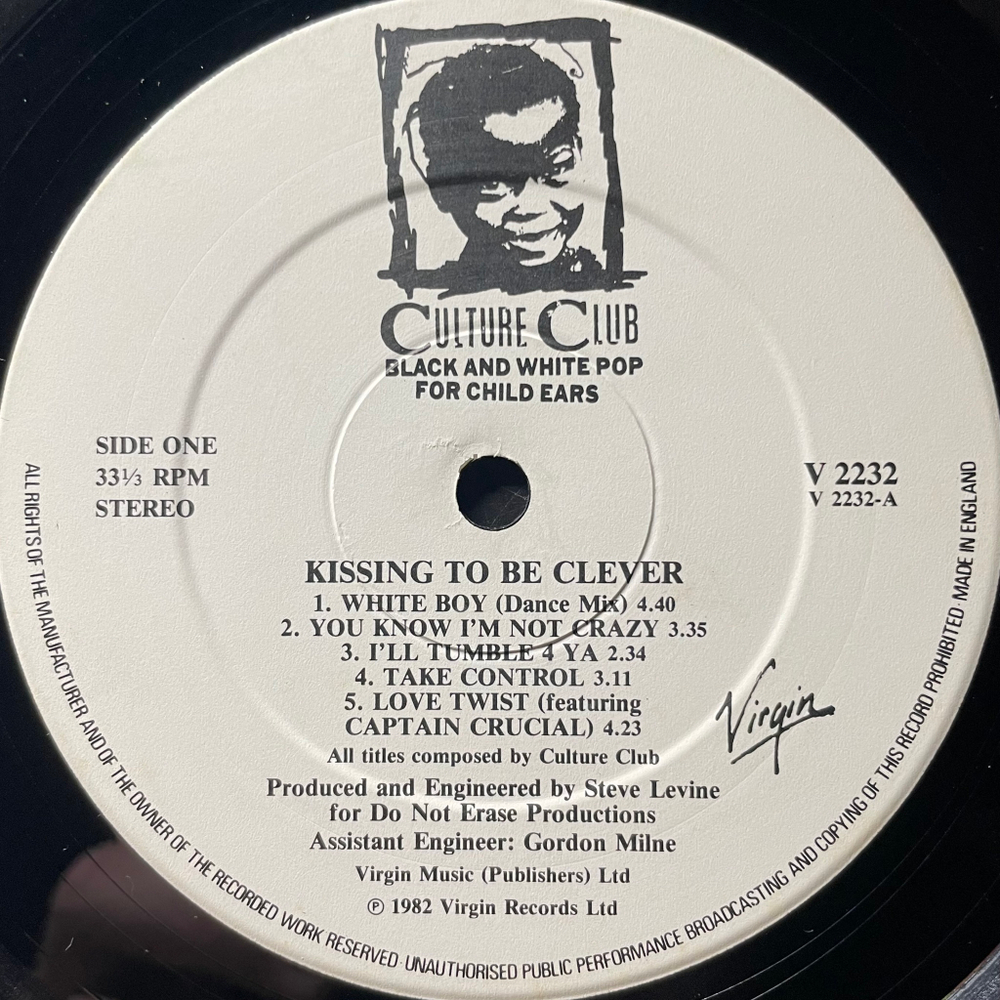 CULTURE CLUB
BLACK AND WHITE POP
FOR CHILD EARS
SIDE ONE
33⅓ RPM
STEREO
V 2232
V 2232-A
KISSING TO BE CLEVER
1. WHITE BOY (Dance Mix) 4.40
2. YOU KNOW I'M NOT CRAZY 3.35
3. I'LL TUMBLE 4 YA 2.34
4. TAKE CONTROL 3.11
5. LOVE TWIST (featuring
CAPTAIN CRUCIAL) 4.23
All titles composed by Culture Club
Produced and Engineered by Steve Levine
for Do Not Erase Productions
Assistant Engineer: Gordon Milne
Virgin Music (Publishers) Ltd
℗ 1982 Virgin Records Ltd
Virgin
ALL RIGHTS OF THE MANUFACTURER AND OF THE OWNER OF THE RECORDED WORK RESERVED · UNAUTHORISED PUBLIC PERFORMANCE BROADCASTING AND COPYING OF THIS RECORD PROHIBITED · MADE IN ENGLAND